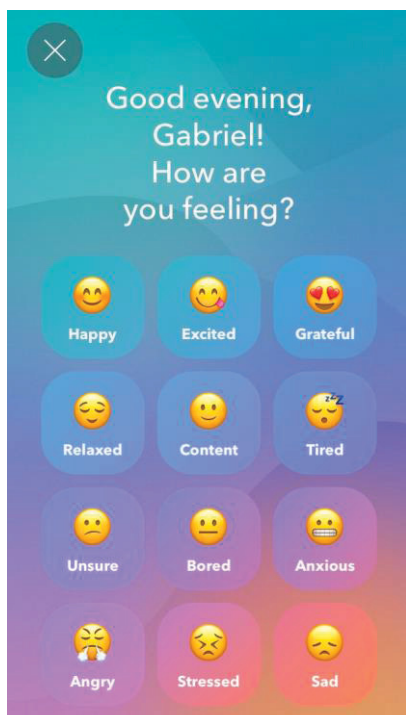 Good evening,
Gabriel!
How are
you feeling?
Happy Excited Grateful
Relaxed Content Tired
Unsure Bored Anxious
Angry Stressed Sad